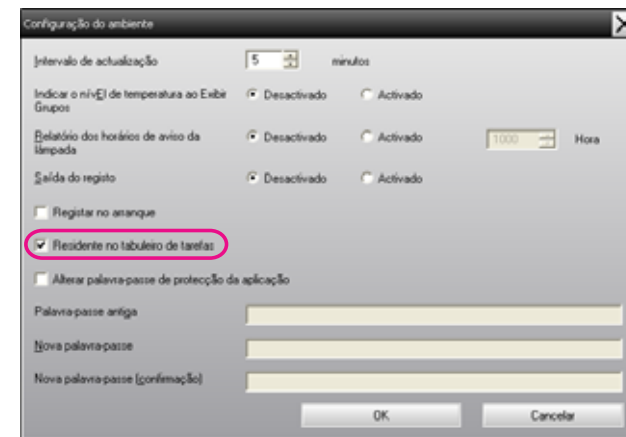 Configuração do ambiente
Intervalo de actualização 5 minutos
Indicar o nívEl de temperatura ao Exibir Grupos Desactivado Activado
Relatório dos horários de aviso da lâmpada Desactivado Activado 1000 Hora
Saída do registo Desactivado Activado
Registar no arranque
Residente no tabuleiro de tarefas
Alterar palavra-passe de protecção da aplicação
Palavra-passe antiga
Nova palavra-passe
Nova palavra-passe (confirmação)
OK Cancelar